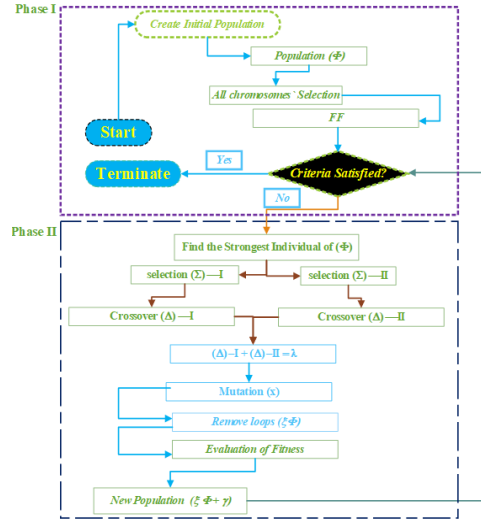 Phase I
Create Initial Population
Population (Φ)
All chromosomes' Selection
FF
Start
Yes
Terminate
Criteria Satisfied?
No
Phase II
Find the Strongest Individual of (Φ)
selection (Σ)—I
selection (Σ)—II
Crossover (Δ)—I
Crossover (Δ)—II
(Δ)–I + (Δ)–II = λ
Mutation (x)
Remove loops (ξΦ)
Evaluation of Fitness
New Population (ξ Φ+ γ)